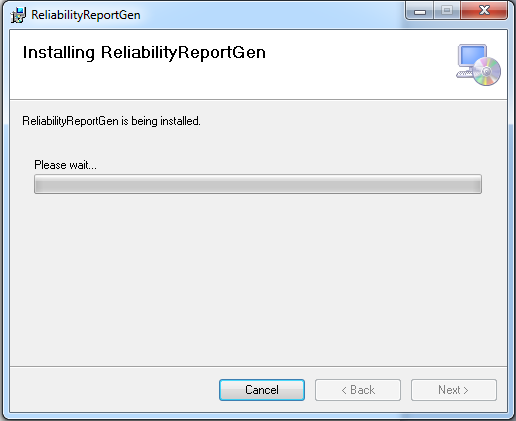 ReliabilityReportGen
Installing ReliabilityReportGen
ReliabilityReportGen is being installed.
Please wait...
Cancel
< Back
Next >